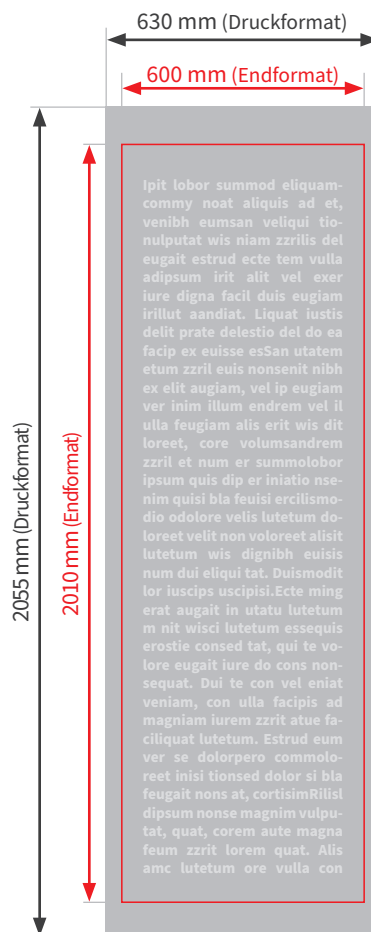 630 mm (Druckformat)
600 mm (Endformat)
2055 mm (Druckformat)
2010 mm (Endformat)
Ipit lobor summod eliquam-
commy noat aliquis ad et,
venibh eumsan veliqui tio-
nulputat wis niam zzrilis del
eugait estrud ecte tem vulla
adipsum irit alit vel exer
iure digna facil duis eugiam
irillut aandiat. Liquat iustis
delit prate delestio del do ea
facip ex euisse esSan utatem
etum zzril euis nonsenit nibh
ex elit augiam, vel ip eugiam
ver inim illum endrem vel il
ulla feugiam alis erit wis dit
loreet, core volumsandrem
zzril et num er summolobor
ipsum quis dip er iniatio nse-
nim quisi bla feuisi ercilismo-
dio odolore velis lutetum do-
loreet velit non voloreet alisit
lutetum wis dignibh euisis
num dui eliqui tat. Duismodit
lor iuscips uscipisi.Ecte ming
erat augait in utatu lutetum
m nit wisci lutetum essequis
erostie consed tat, qui te vo-
lore eugait iure do cons non-
sequat. Dui te con vel eniat
veniam, con ulla facipis ad
magniam iurem zzrit atue fa-
ciliquat lutetum. Estrud eum
ver se dolorpero commolo-
reet inisi tionsed dolor si bla
feugait nons at, cortisimRilisl
dipsum nonse magnim vulpu-
tat, quat, corem aute magna
feum zzrit lorem quat. Alis
amc lutetum ore vulla con